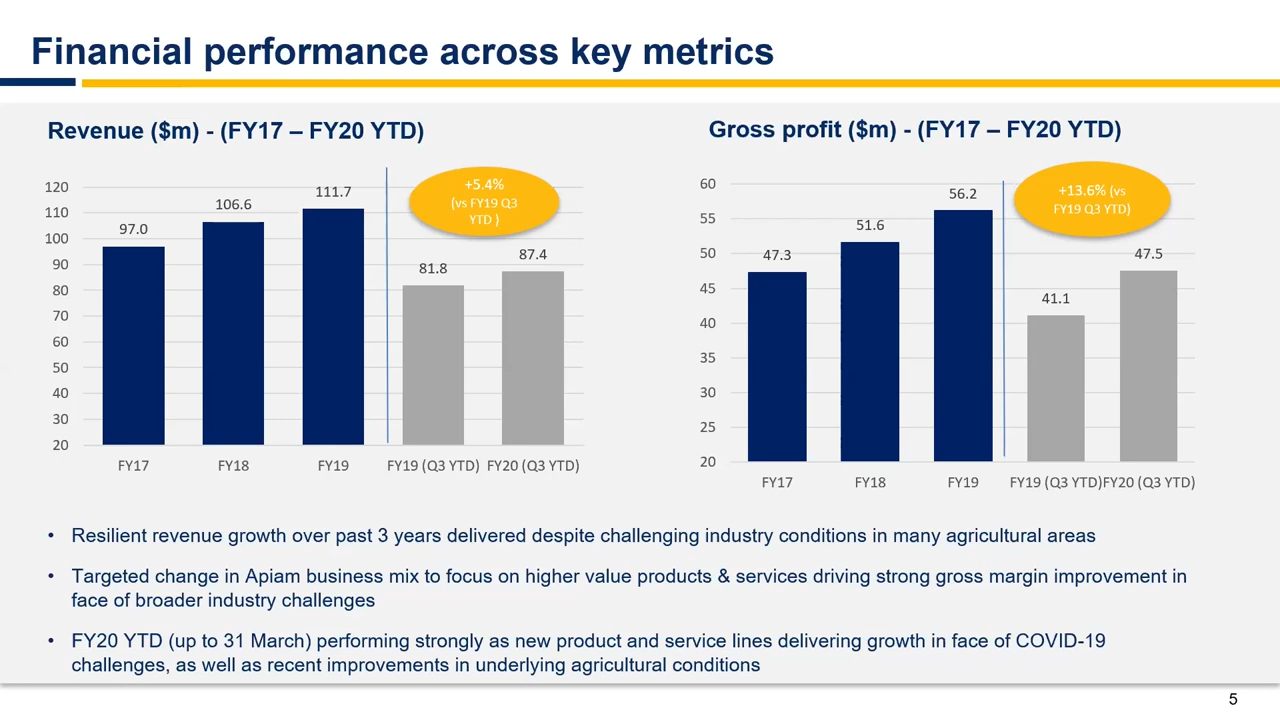 Financial performance across key metrics
Revenue ($m) - (FY17 – FY20 YTD)
120
110
100
90
80
70
60
50
40
30
20
97.0
106.6
111.7
81.8
87.4
+5.4%
(vs FY19 Q3
YTD )
FY17
FY18
FY19
FY19 (Q3 YTD)
FY20 (Q3 YTD)
Gross profit ($m) - (FY17 – FY20 YTD)
60
55
50
45
40
35
30
25
20
47.3
51.6
56.2
41.1
47.5
+13.6% (vs
FY19 Q3 YTD)
FY17
FY18
FY19
FY19 (Q3 YTD)
FY20 (Q3 YTD)
• Resilient revenue growth over past 3 years delivered despite challenging industry conditions in many agricultural areas
• Targeted change in Apiam business mix to focus on higher value products & services driving strong gross margin improvement in
face of broader industry challenges
• FY20 YTD (up to 31 March) performing strongly as new product and service lines delivering growth in face of COVID-19
challenges, as well as recent improvements in underlying agricultural conditions
5